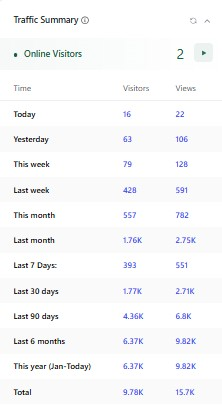 Traffic Summary
Online Visitors 2
Time Visitors Views
Today 16 22
Yesterday 63 106
This week 79 128
Last week 428 591
This month 557 782
Last month 1.76K 2.75K
Last 7 Days: 393 551
Last 30 days 1.77K 2.71K
Last 90 days 4.36K 6.8K
Last 6 months 6.37K 9.82K
This year (Jan-Today) 6.37K 9.82K
Total 9.78K 15.7K